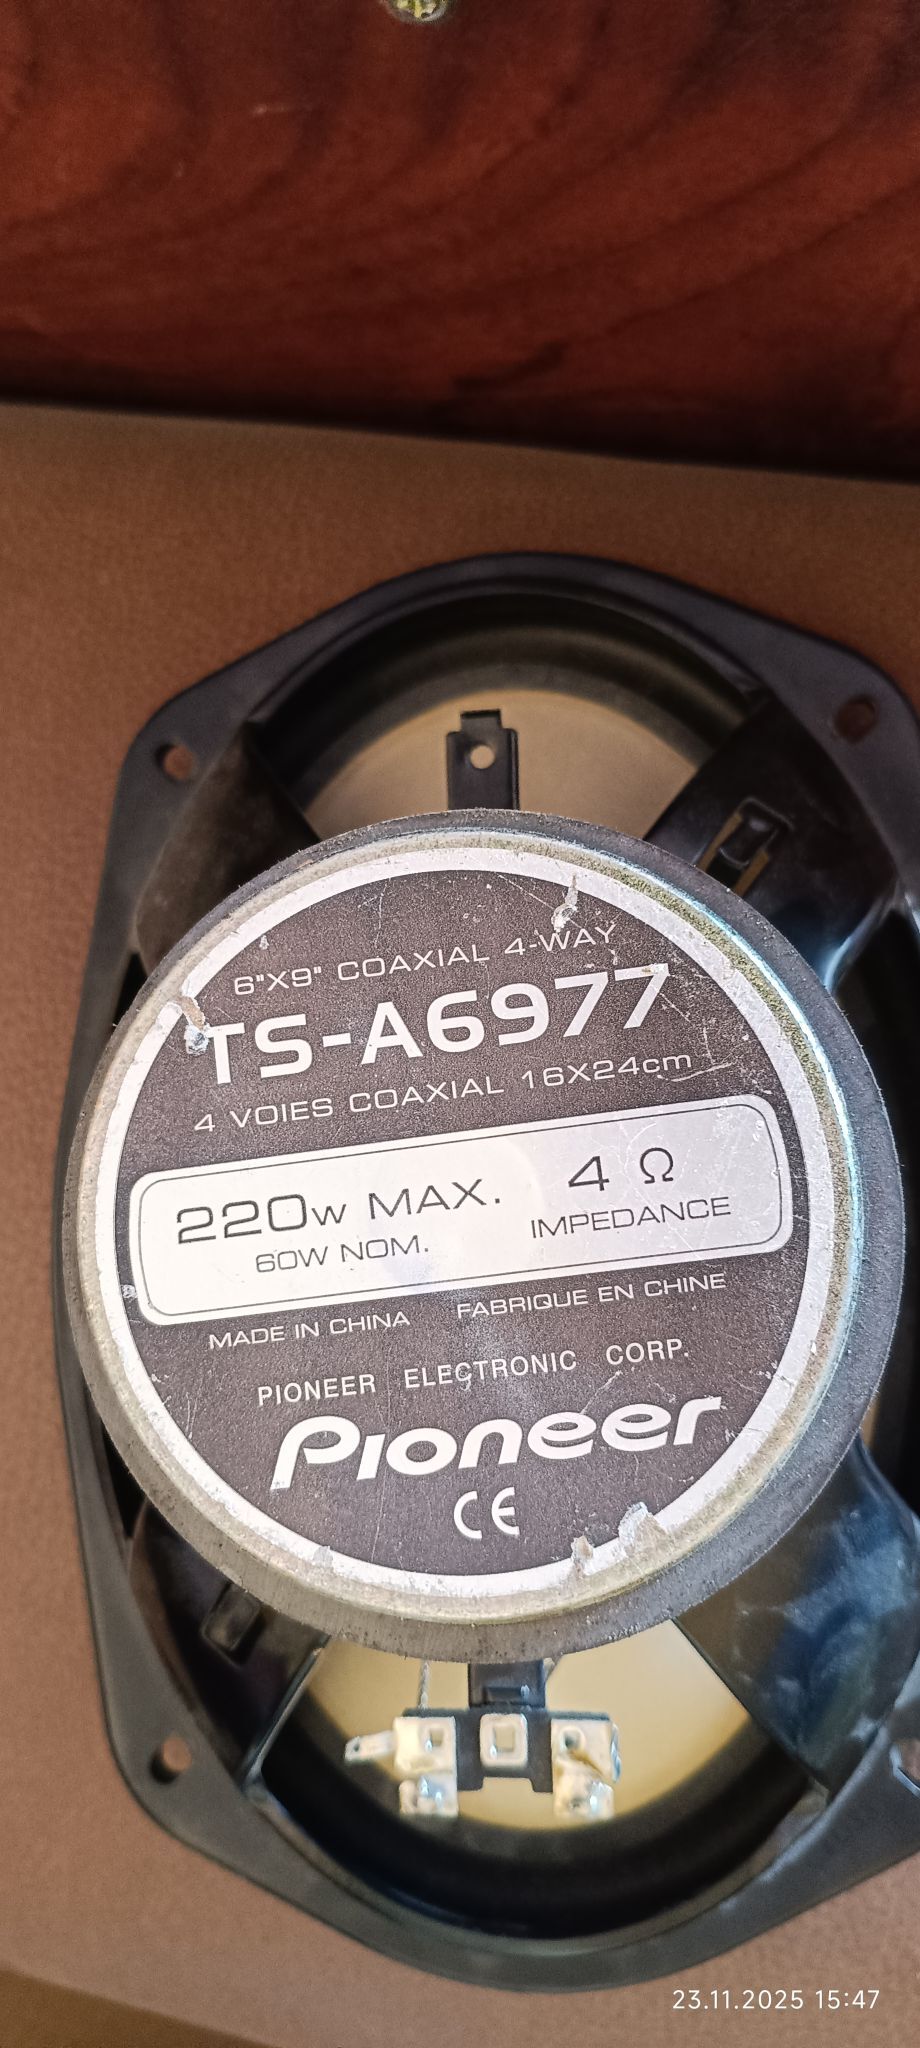 6"X9" COAXIAL 4-WAY
TS-A6977
4 VOIES COAXIAL 16X24cm
220W MAX. 4 Ω
60W NOM. IMPEDANCE
MADE IN CHINA FABRIQUE EN CHINE
PIONEER ELECTRONIC CORP.
Pioneer
CE
23.11.2025 15:47